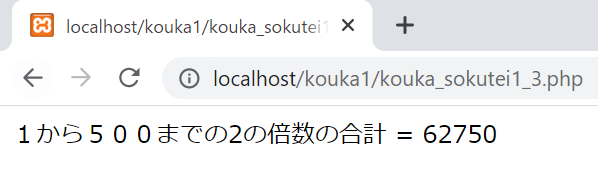 localhost/kouka1/kouka_sokutei1
localhost/kouka1/kouka_sokutei1_3.php
１から５００までの2の倍数の合計 ＝ 62750